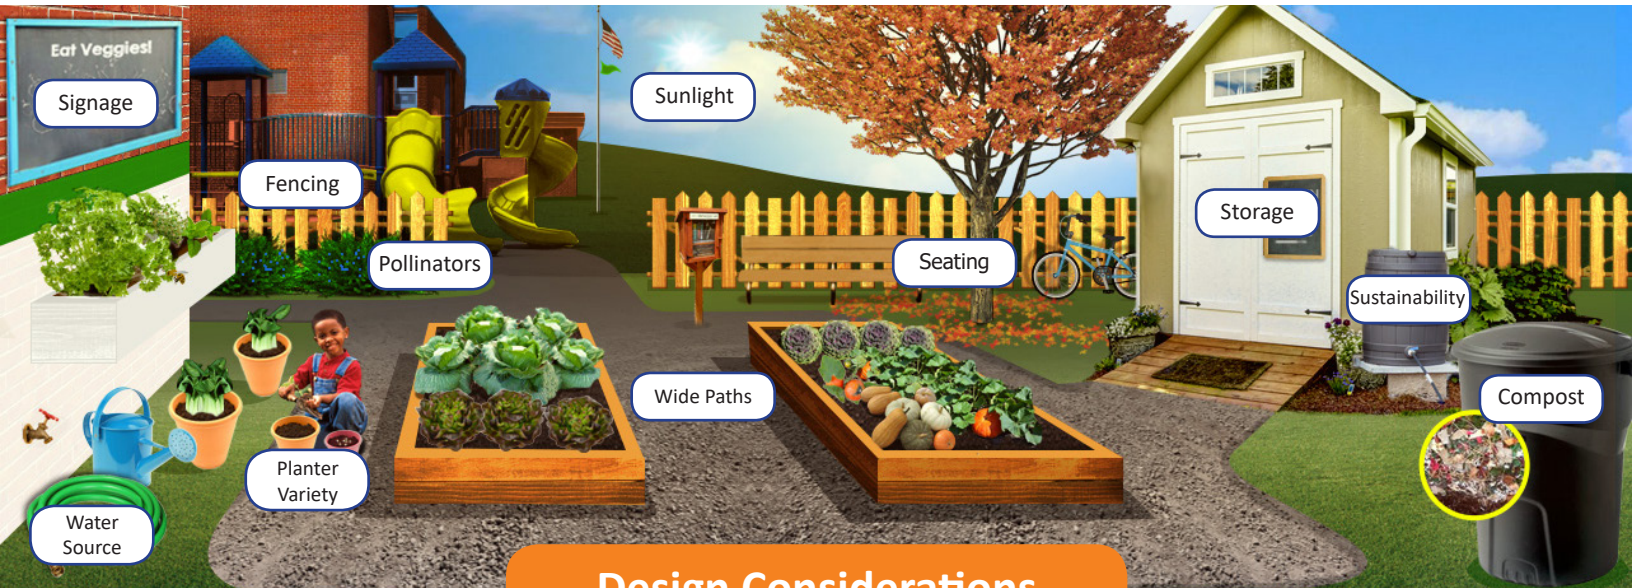 Eat Veggies!
Signage
Sunlight
Fencing
Storage
Pollinators
Seating
Sustainability
Wide Paths
Compost
Planter
Variety
Water
Source
Design Considerations